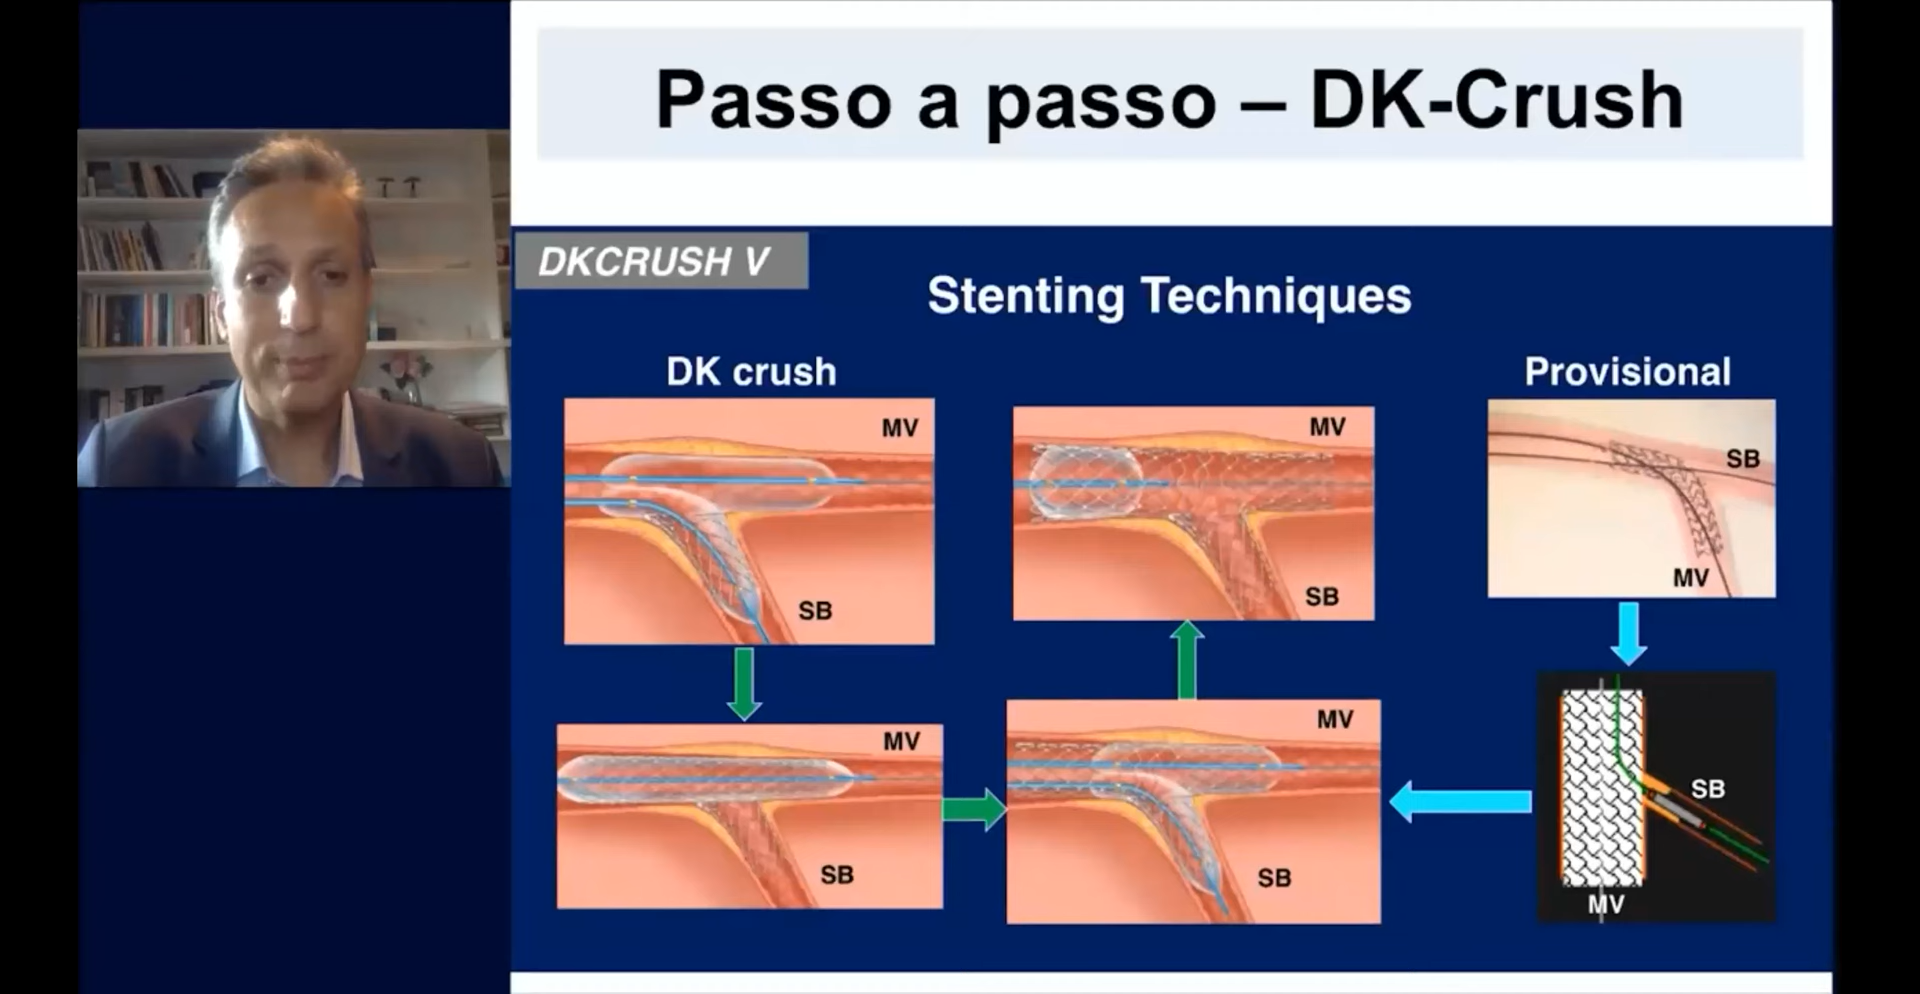 Passo a passo – DK-Crush
DKCRUSH V
Stenting Techniques
DK crush
Provisional
MV
SB
MV
SB
SB
MV
MV
SB
MV
SB
SB
MV